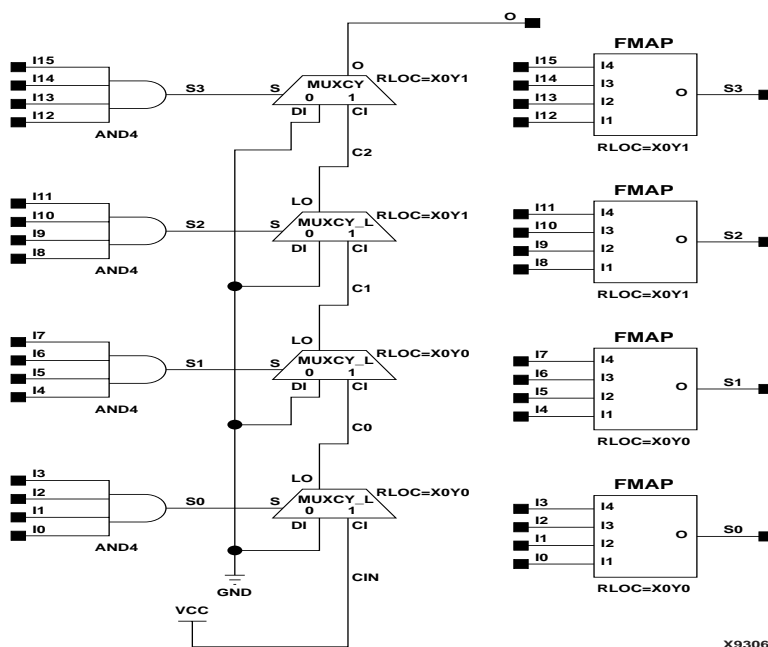 O
I15
I14
I13
I12
AND4
S3
S
O
MUXCY
0 1
DI
CI
RLOC=X0Y1
C2
I11
I10
I9
I8
AND4
S2
S
LO
MUXCY_L
0 1
DI
CI
RLOC=X0Y1
C1
I7
I6
I5
I4
AND4
S1
S
LO
MUXCY_L
0 1
DI
CI
RLOC=X0Y0
C0
I3
I2
I1
I0
AND4
S0
S
LO
MUXCY_L
0 1
DI
CI
RLOC=X0Y0
CIN
GND
VCC
FMAP
I15 I4
I14 I3
I13 I2
I12 I1
O
S3
RLOC=X0Y1
FMAP
I11 I4
I10 I3
I9 I2
I8 I1
O
S2
RLOC=X0Y1
FMAP
I7 I4
I6 I3
I5 I2
I4 I1
O
S1
RLOC=X0Y0
FMAP
I3 I4
I2 I3
I1 I2
I0 I1
O
S0
RLOC=X0Y0
X9306